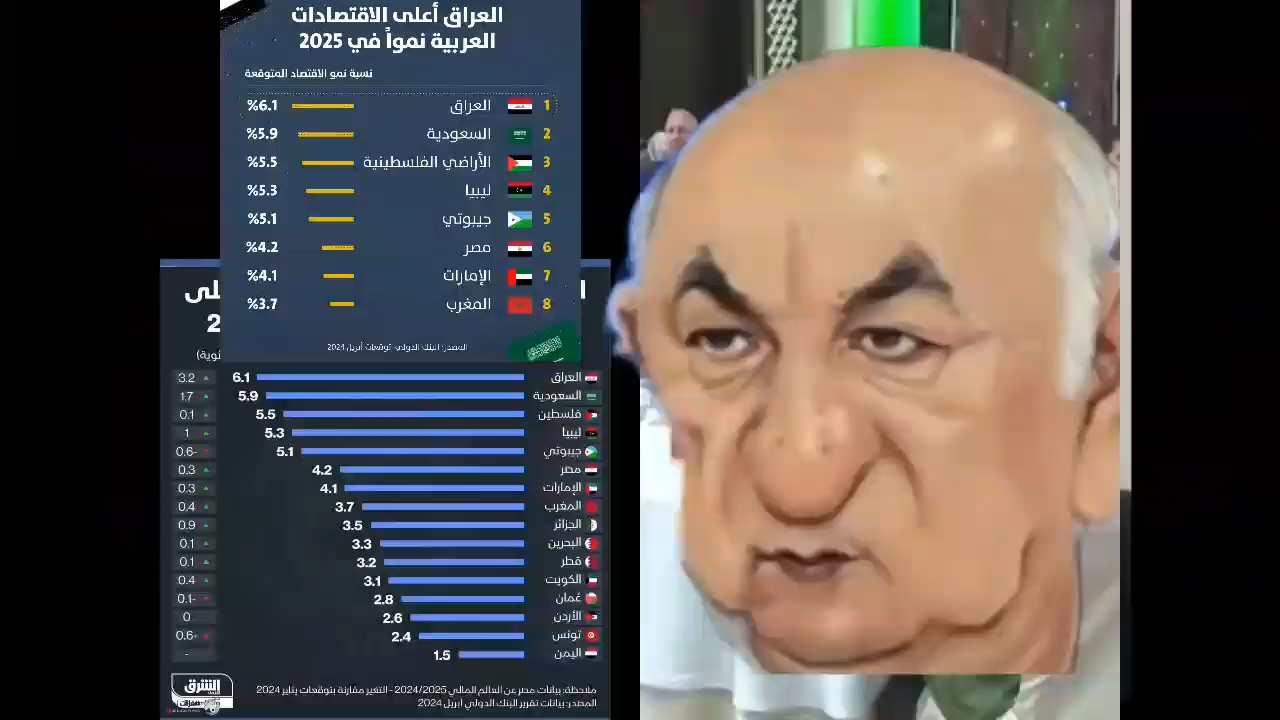 العراق أعلى الاقتصادات
العربية نمواً في 2025
نسبة نمو الاقتصاد المتوقعة
1 العراق %6.1
2 السعودية %5.9
3 الأراضي الفلسطينية %5.5
4 ليبيا %5.3
5 جيبوتي %5.1
6 مصر %4.2
7 الإمارات %4.1
8 المغرب %3.7
المصدر: البنك الدولي- توقعات أبريل 2024
العراق 6.1 3.2
السعودية 5.9 1.7
فلسطين 5.5 0.1
ليبيا 5.3 1
جيبوتي 5.1 0.6-
مصر 4.2 0.3
الإمارات 4.1 0.3
المغرب 3.7 0.4
الجزائر 3.5 0.9
البحرين 3.3 0.1
قطر 3.2 0.1
الكويت 3.1 0.4
عُمان 2.8 0.1-
الأردن 2.6 0
تونس 2.4 0.6-
اليمن 1.5 -
ملاحظة: بيانات مصر عن العالم المالي 2024/2025 - التغير مقارنة بتوقعات يناير 2024
المصدر: بيانات تقرير البنك الدولي أبريل 2024
الشرق